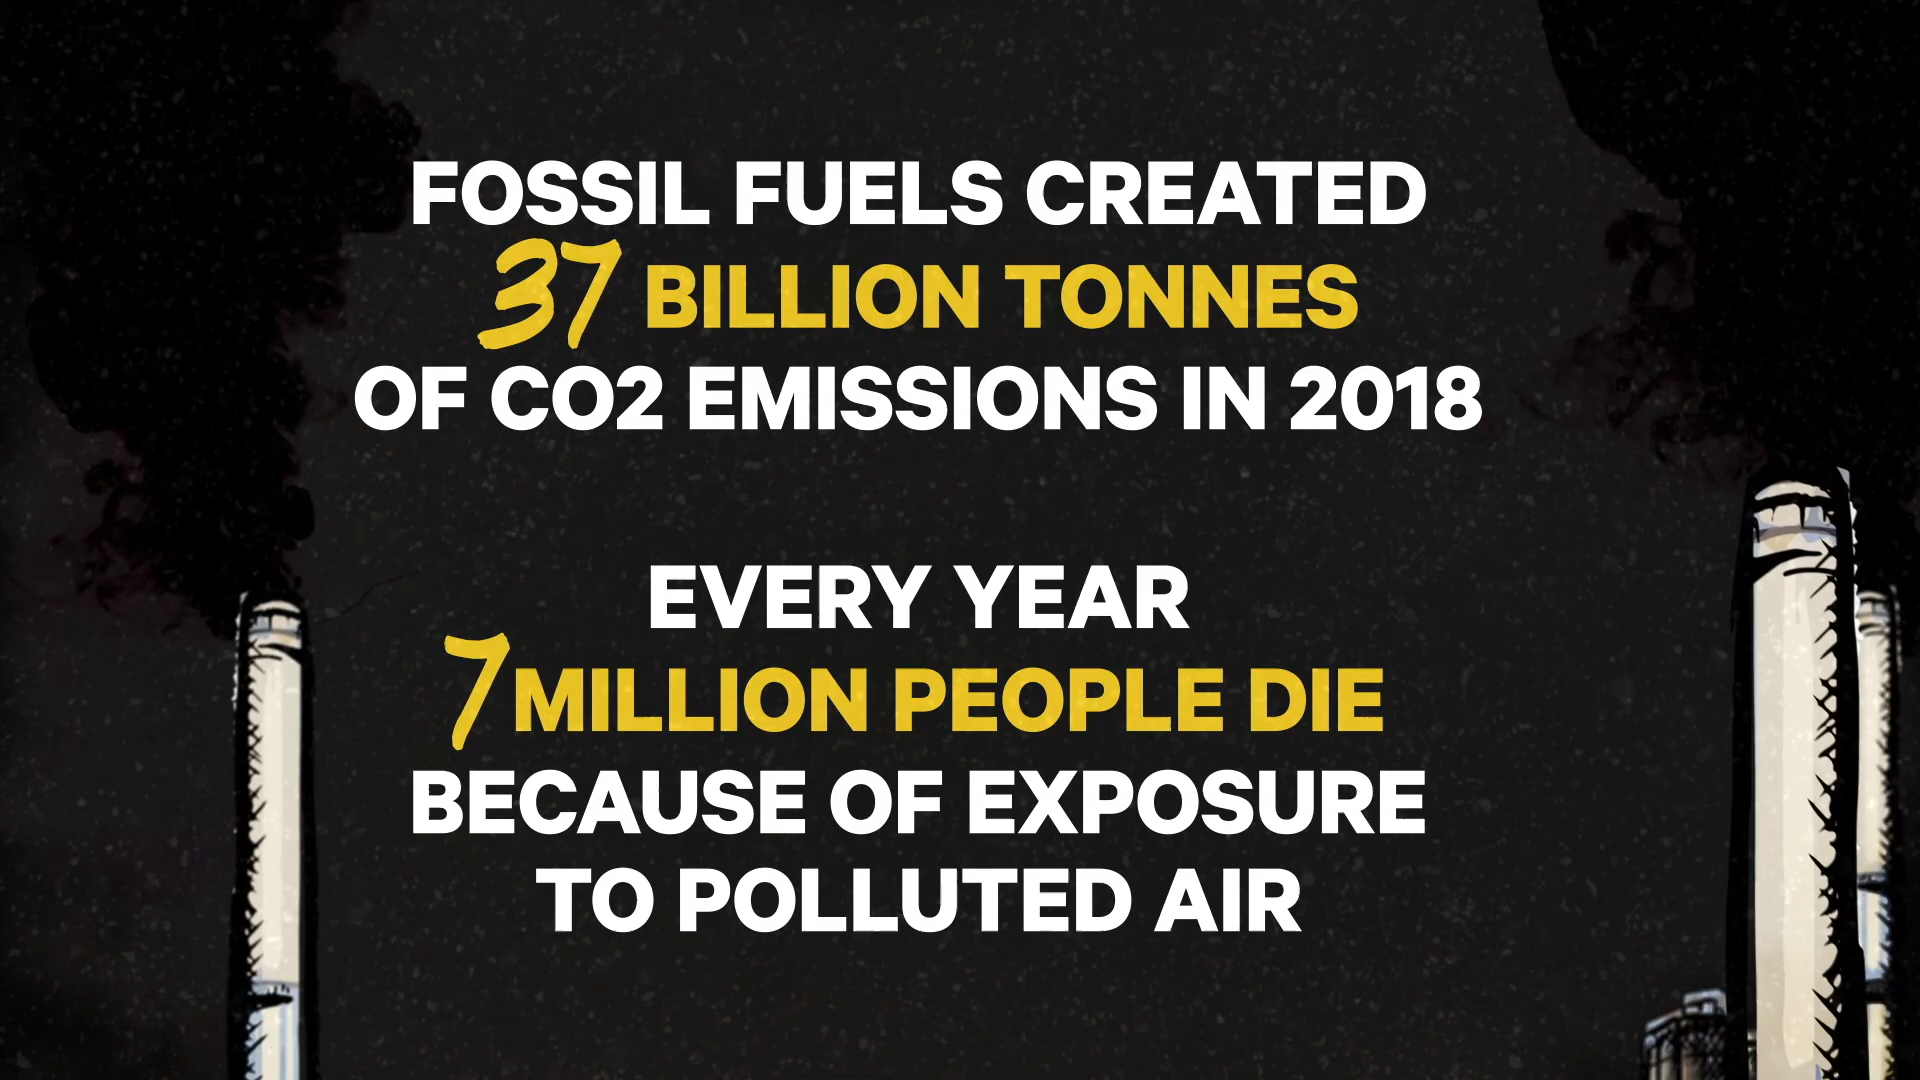 FOSSIL FUELS CREATED
37 BILLION TONNES
OF CO2 EMISSIONS IN 2018
EVERY YEAR
7 MILLION PEOPLE DIE
BECAUSE OF EXPOSURE
TO POLLUTED AIR